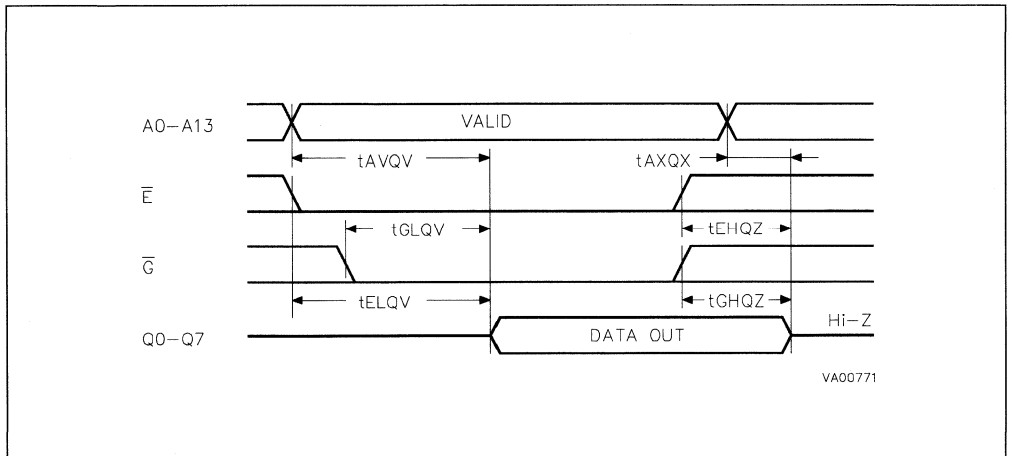 A0–A13 VALID
tAVQV tAXQX
E̅
tGLQV tEHQZ
G̅
tELQV tGHQZ
Q0–Q7 DATA OUT Hi–Z
VA00771